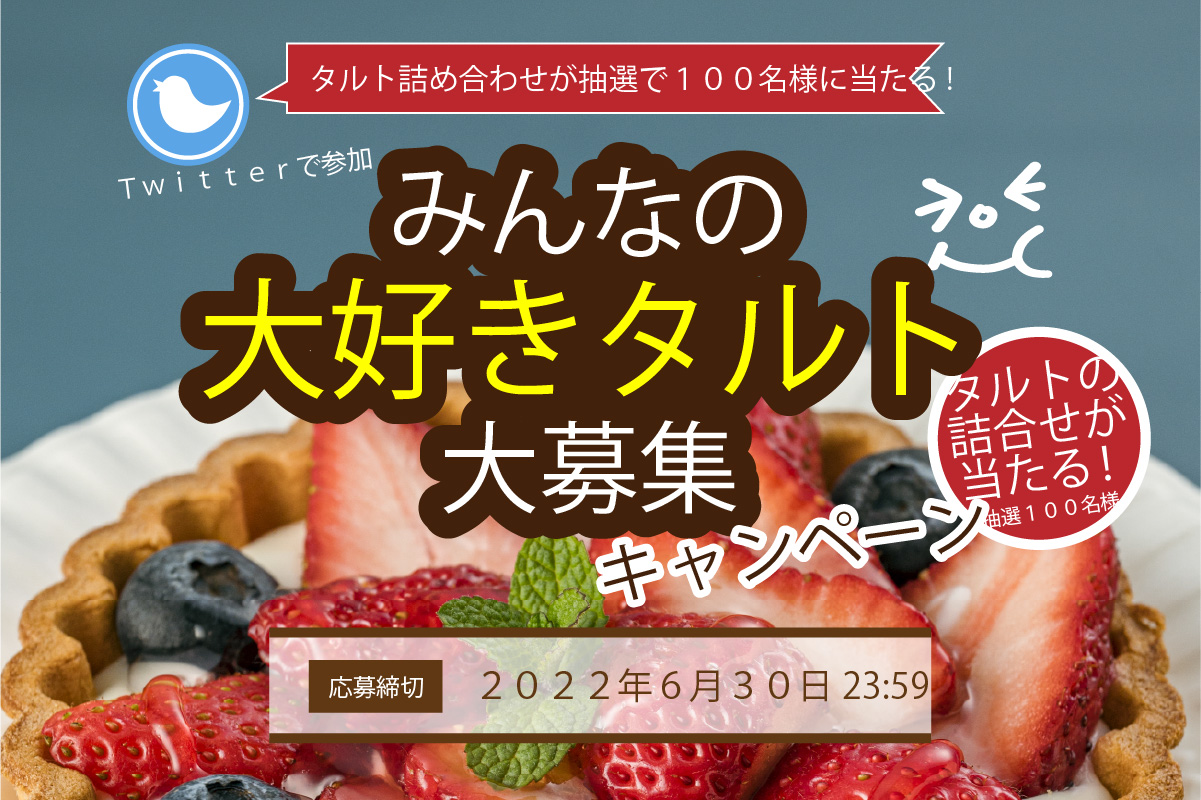 タルト詰め合わせが抽選で１００名様に当たる！
Ｔｗｉｔｔｅｒで参加
みんなの
大好きタルト
大募集
キャンペーン
タルトの
詰合せが
当たる！
抽選１００名様
応募締切 ２０２２年６月３０日 23:59